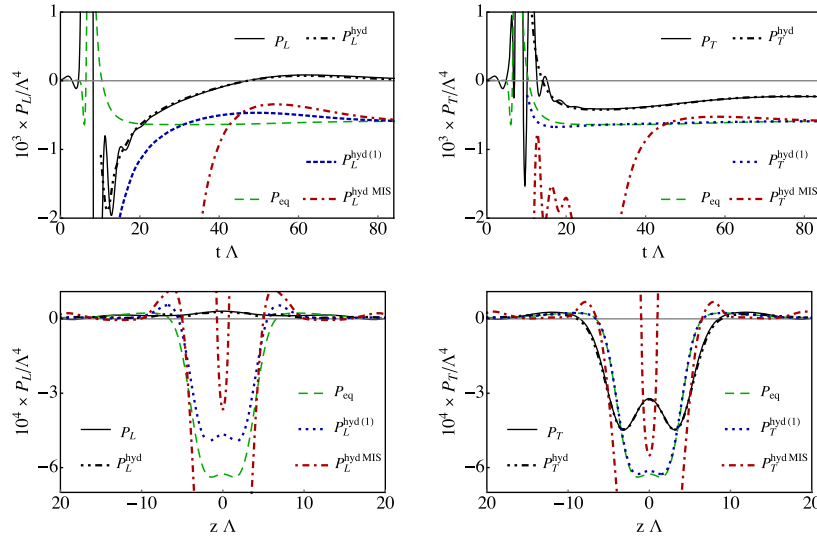 10³ × P_L/Λ⁴
1
0
−1
−2
P_L
P_L^hyd
P_L^hyd (1)
P_eq
P_L^hyd MIS
0 20 40 60 80
t Λ
10³ × P_T/Λ⁴
1
0
−1
−2
P_T
P_T^hyd
P_T^hyd (1)
P_eq
P_T^hyd MIS
0 20 40 60 80
t Λ
10⁴ × P_L/Λ⁴
0
−3
−6
P_eq
P_L
P_L^hyd (1)
P_L^hyd
P_L^hyd MIS
20 −10 0 10 20
z Λ
10⁴ × P_T/Λ⁴
0
−3
−6
P_eq
P_T
P_T^hyd (1)
P_T^hyd
P_T^hyd MIS
20 −10 0 10 20
z Λ